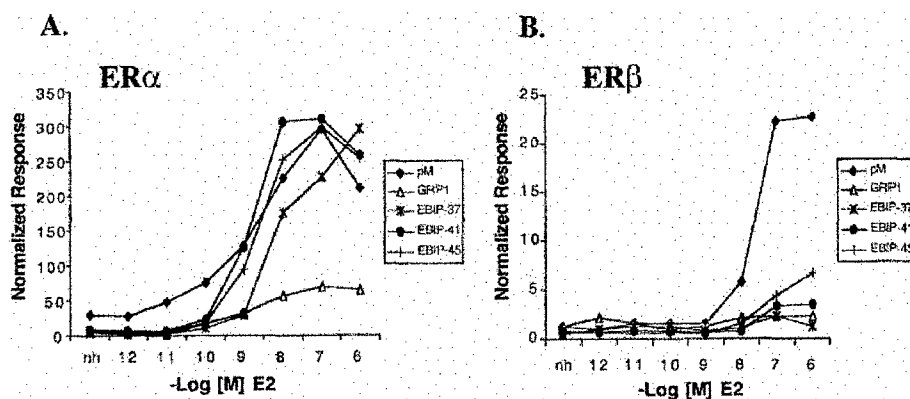 A.
ERα
Normalized Response
350
300
250
200
150
100
50
0
nh 12 11 10 9 8 7 6
-Log [M] E2
pM
GRIP1
EBIP-37
EBIP-41
EBIP-45
B.
ERβ
Normalized Response
25
20
15
10
5
0
nh 12 11 10 9 8 7 6
-Log [M] E2
pM
GRIP1
EBIP-37
EBIP-41
EBIP-45